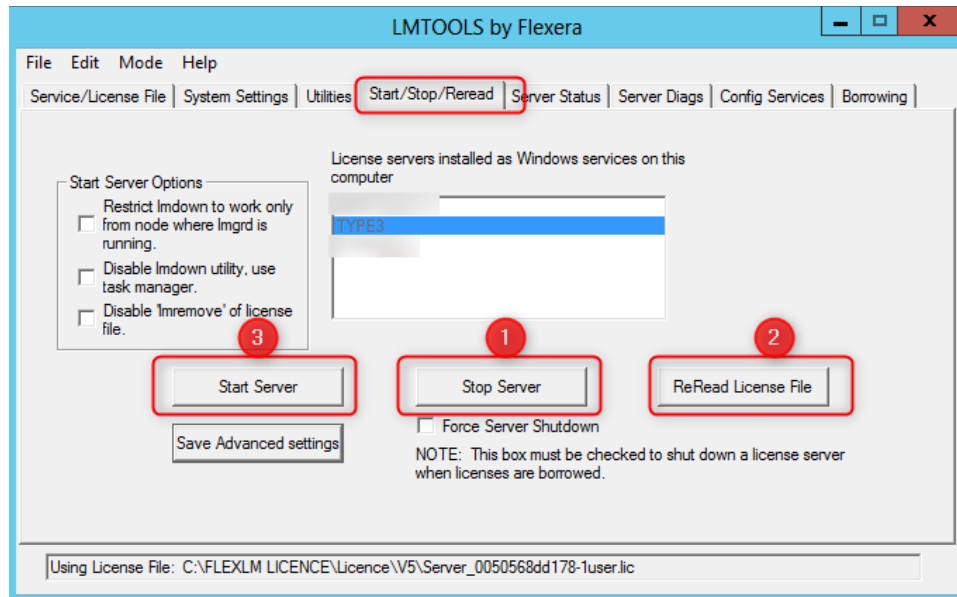 LMTOOLS by Flexera
File Edit Mode Help
Service/License File System Settings Utilities Start/Stop/Reread Server Status Server Diags Config Services Borrowing
License servers installed as Windows services on this
computer
TYPE3
Start Server Options
Restrict lmdown to work only
from node where lmgrd is
running.
Disable lmdown utility, use
task manager.
Disable 'lmremove' of license
file.
3
1
2
Start Server
Stop Server
ReRead License File
Force Server Shutdown
Save Advanced settings
NOTE: This box must be checked to shut down a license server
when licenses are borrowed.
Using License File: C:\FLEXLM LICENCE\Licence\V5\Server_0050568dd178-1user.lic